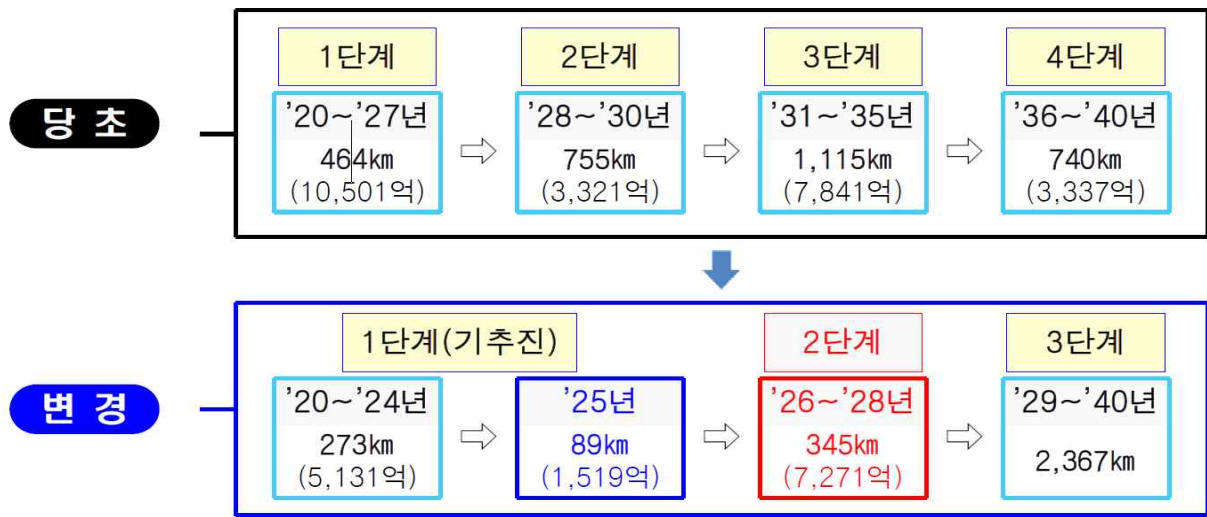 당 초
1단계 2단계 3단계 4단계
'20~'27년 '28~'30년 '31~'35년 '36~'40년
464km 755km 1,115km 740km
(10,501억) (3,321억) (7,841억) (3,337억)
변 경
1단계(기추진) 2단계 3단계
'20~'24년 '25년 '26~'28년 '29~'40년
273km 89km 345km 2,367km
(5,131억) (1,519억) (7,271억)